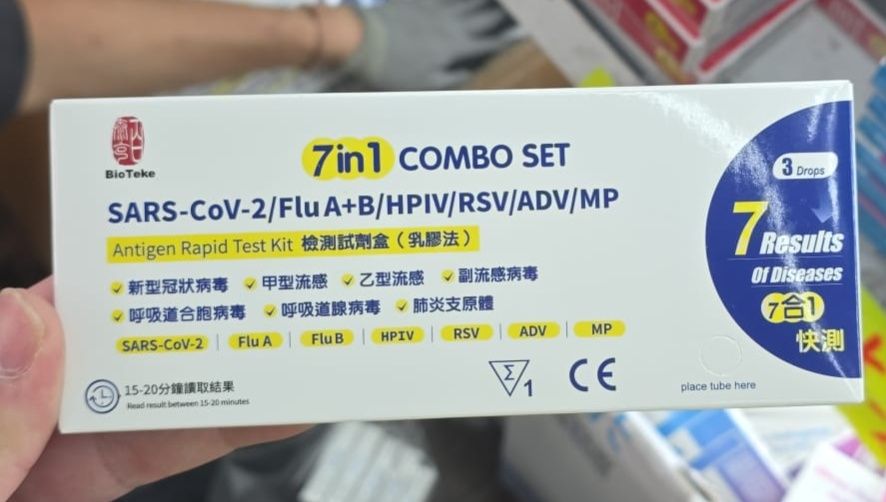 BioTeke
7in1 COMBO SET
SARS-CoV-2/Flu A+B/HPIV/RSV/ADV/MP
Antigen Rapid Test Kit 檢測試劑盒（乳膠法）
新型冠狀病毒 甲型流感 乙型流感 副流感病毒
呼吸道合胞病毒 呼吸道腺病毒 肺炎支原體
SARS-CoV-2 | Flu A | Flu B | HPIV | RSV | ADV | MP
15-20分鐘讀取結果
Read result between 15-20 minutes
Σ 1
CE
3 Drops
7 Results
Of Diseases
7合1
快測
place tube here